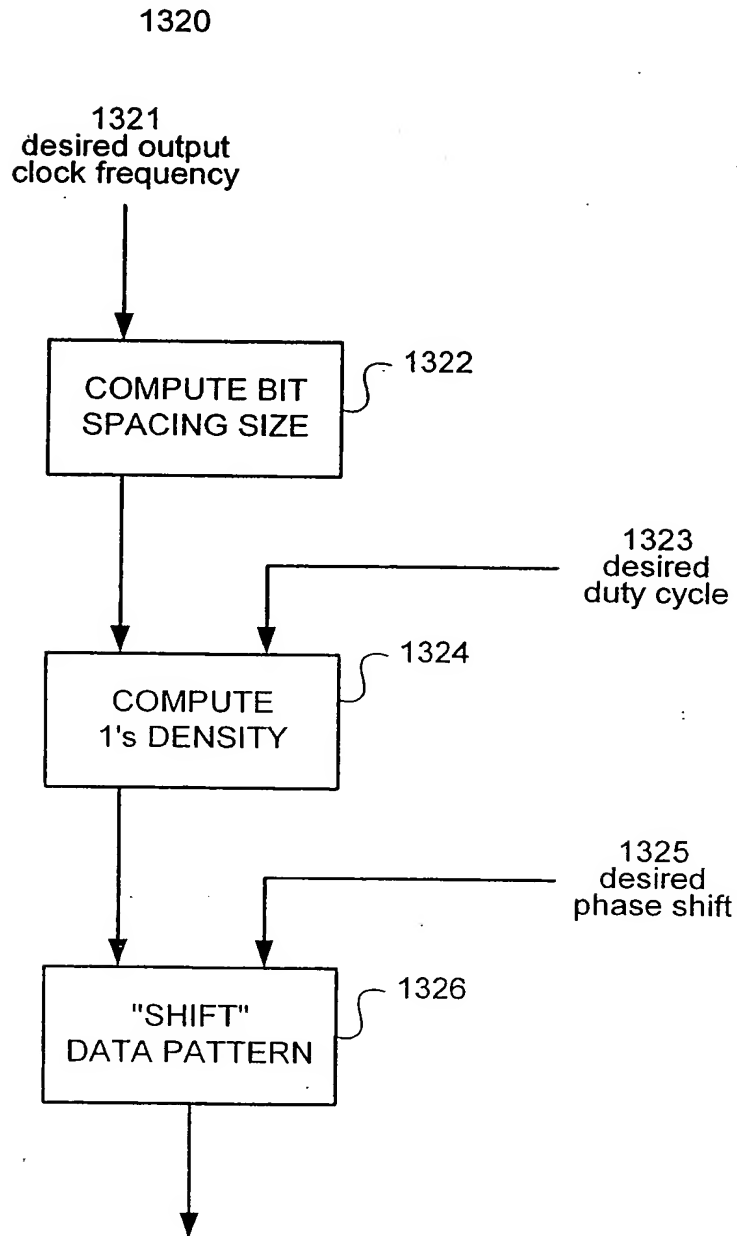 1320
1321
desired output
clock frequency
COMPUTE BIT
SPACING SIZE
1322
1323
desired
duty cycle
COMPUTE
1's DENSITY
1324
1325
desired
phase shift
"SHIFT"
DATA PATTERN
1326